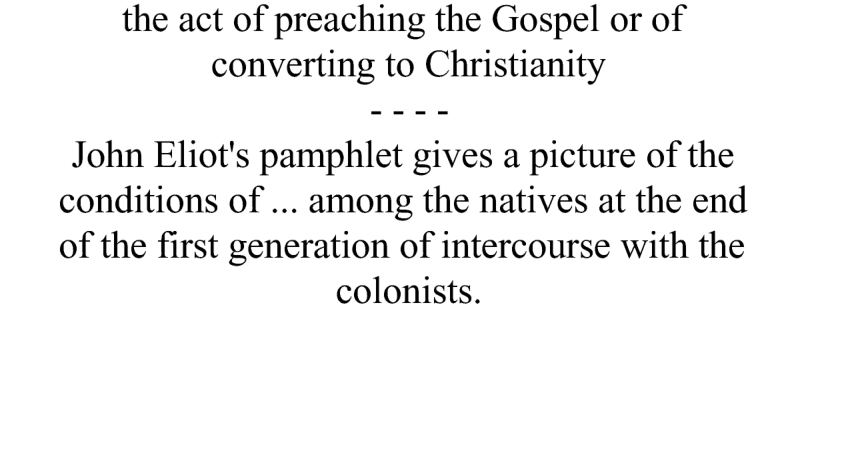 the act of preaching the Gospel or of
converting to Christianity
- - - -
John Eliot's pamphlet gives a picture of the
conditions of ... among the natives at the end
of the first generation of intercourse with the
colonists.